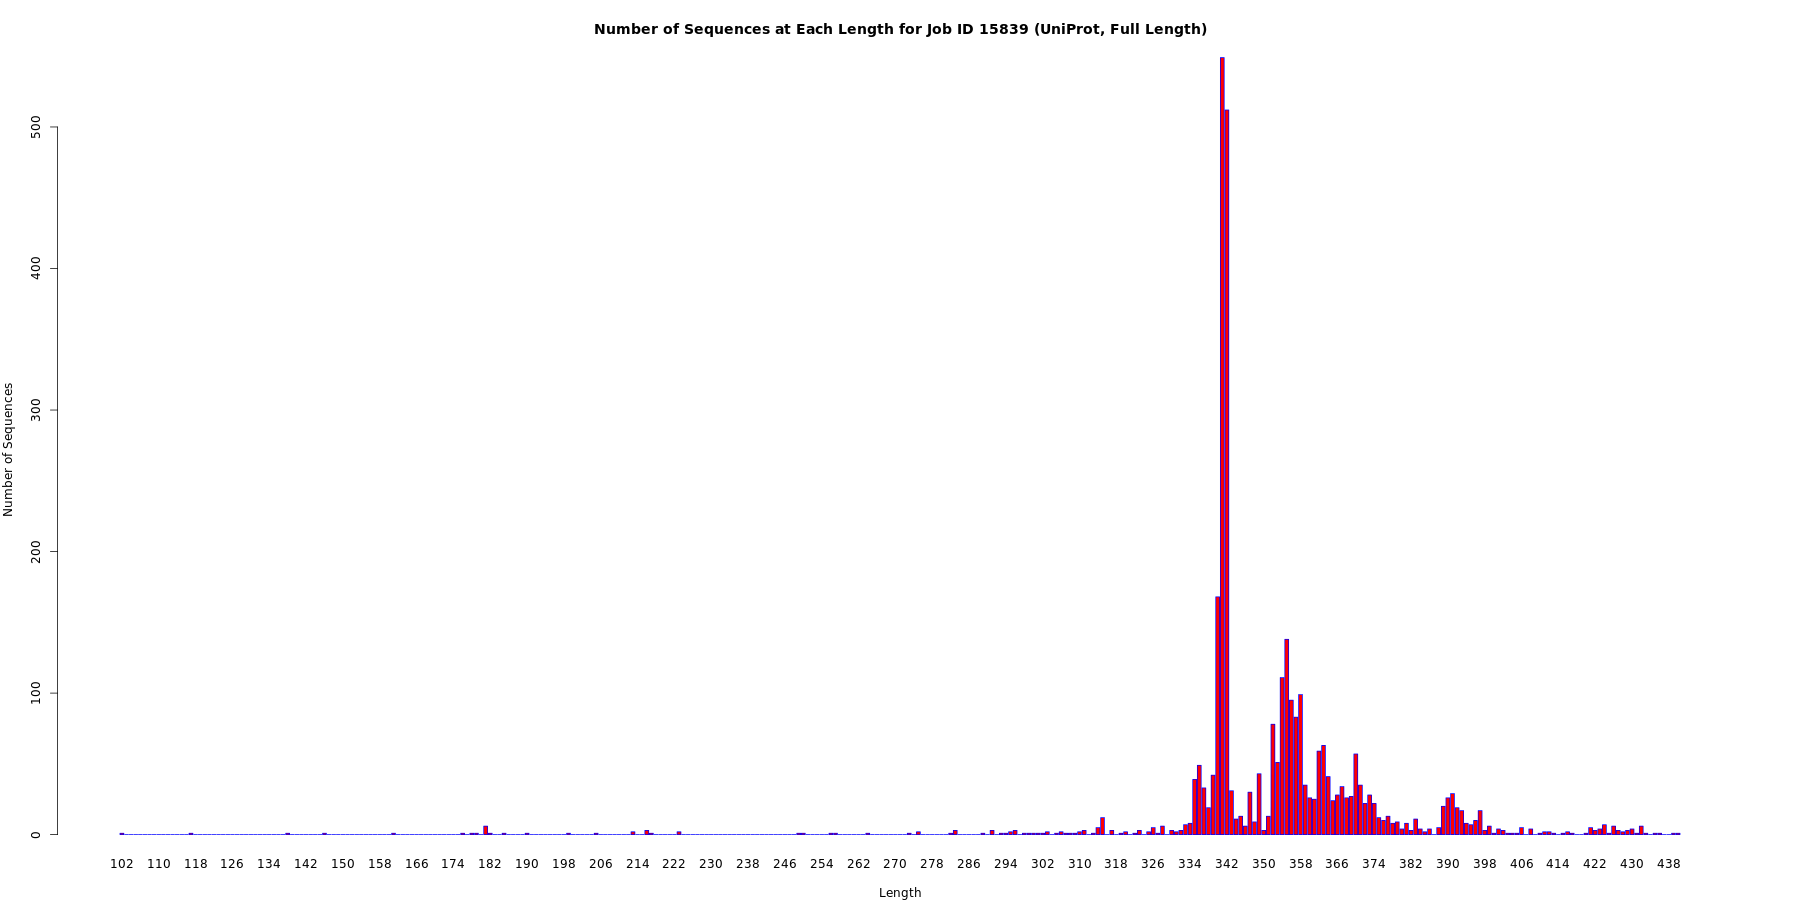 Number of Sequences at Each Length for Job ID 15839 (UniProt, Full Length)
Number of Sequences
500
400
300
200
100
0
102 110 118 126 134 142 150 158 166 174 182 190 198 206 214 222 230 238 246 254 262 270 278 286 294 302 310 318 326 334 342 350 358 366 374 382 390 398 406 414 422 430 438
Length